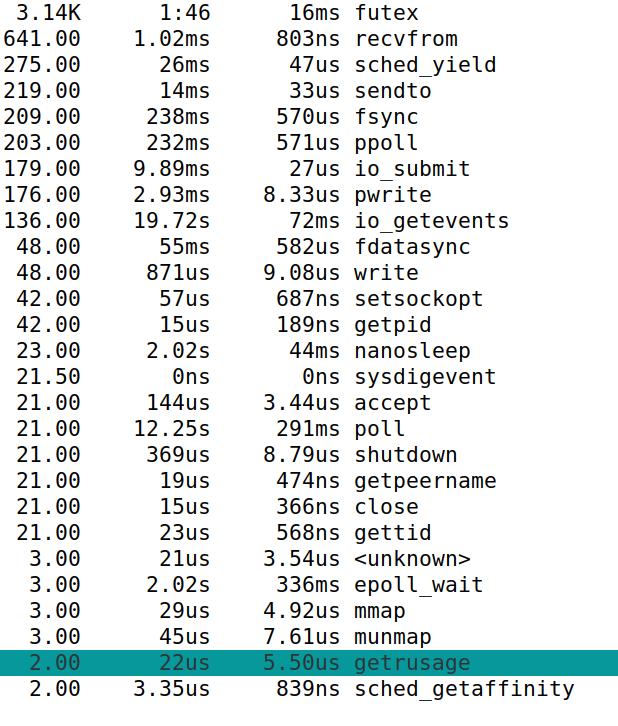 3.14K 1:46 16ms futex
641.00 1.02ms 803ns recvfrom
275.00 26ms 47us sched_yield
219.00 14ms 33us sendto
209.00 238ms 570us fsync
203.00 232ms 571us ppoll
179.00 9.89ms 27us io_submit
176.00 2.93ms 8.33us pwrite
136.00 19.72s 72ms io_getevents
48.00 55ms 582us fdatasync
48.00 871us 9.08us write
42.00 57us 687ns setsockopt
42.00 15us 189ns getpid
23.00 2.02s 44ms nanosleep
21.50 0ns 0ns sysdigevent
21.00 144us 3.44us accept
21.00 12.25s 291ms poll
21.00 369us 8.79us shutdown
21.00 19us 474ns getpeername
21.00 15us 366ns close
21.00 23us 568ns gettid
3.00 21us 3.54us <unknown>
3.00 2.02s 336ms epoll_wait
3.00 29us 4.92us mmap
3.00 45us 7.61us munmap
2.00 22us 5.50us getrusage
2.00 3.35us 839ns sched_getaffinity